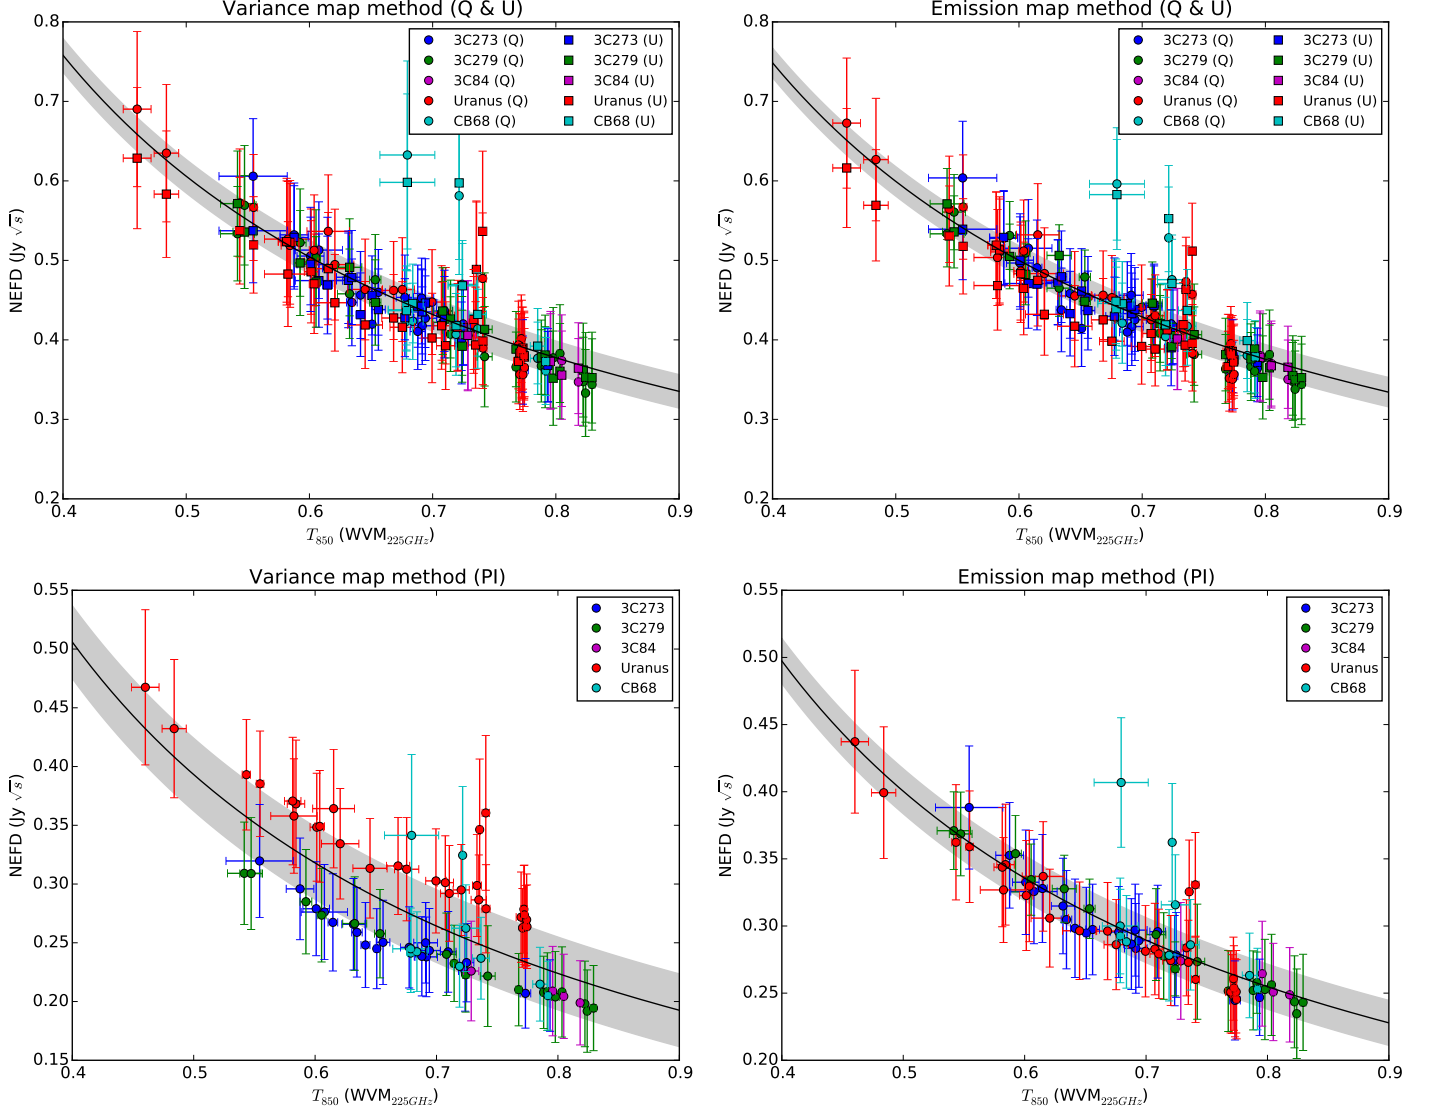 Variance map method (Q & U)
NEFD (Jy √s)
0.8
0.7
0.6
0.5
0.4
0.3
0.2
3C273 (Q) 3C273 (U)
3C279 (Q) 3C279 (U)
3C84 (Q) 3C84 (U)
Uranus (Q) Uranus (U)
CB68 (Q) CB68 (U)
0.4 0.5 0.6 0.7 0.8 0.9
T850 (WVM225GHz)
Emission map method (Q & U)
NEFD (Jy √s)
0.8
0.7
0.6
0.5
0.4
0.3
0.2
3C273 (Q) 3C273 (U)
3C279 (Q) 3C279 (U)
3C84 (Q) 3C84 (U)
Uranus (Q) Uranus (U)
CB68 (Q) CB68 (U)
0.4 0.5 0.6 0.7 0.8 0.9
T850 (WVM225GHz)
Variance map method (PI)
NEFD (Jy √s)
0.55
0.50
0.45
0.40
0.35
0.30
0.25
0.20
0.15
3C273
3C279
3C84
Uranus
CB68
0.4 0.5 0.6 0.7 0.8 0.9
T850 (WVM225GHz)
Emission map method (PI)
NEFD (Jy √s)
0.55
0.50
0.45
0.40
0.35
0.30
0.25
0.20
3C273
3C279
3C84
Uranus
CB68
0.4 0.5 0.6 0.7 0.8 0.9
T850 (WVM225GHz)